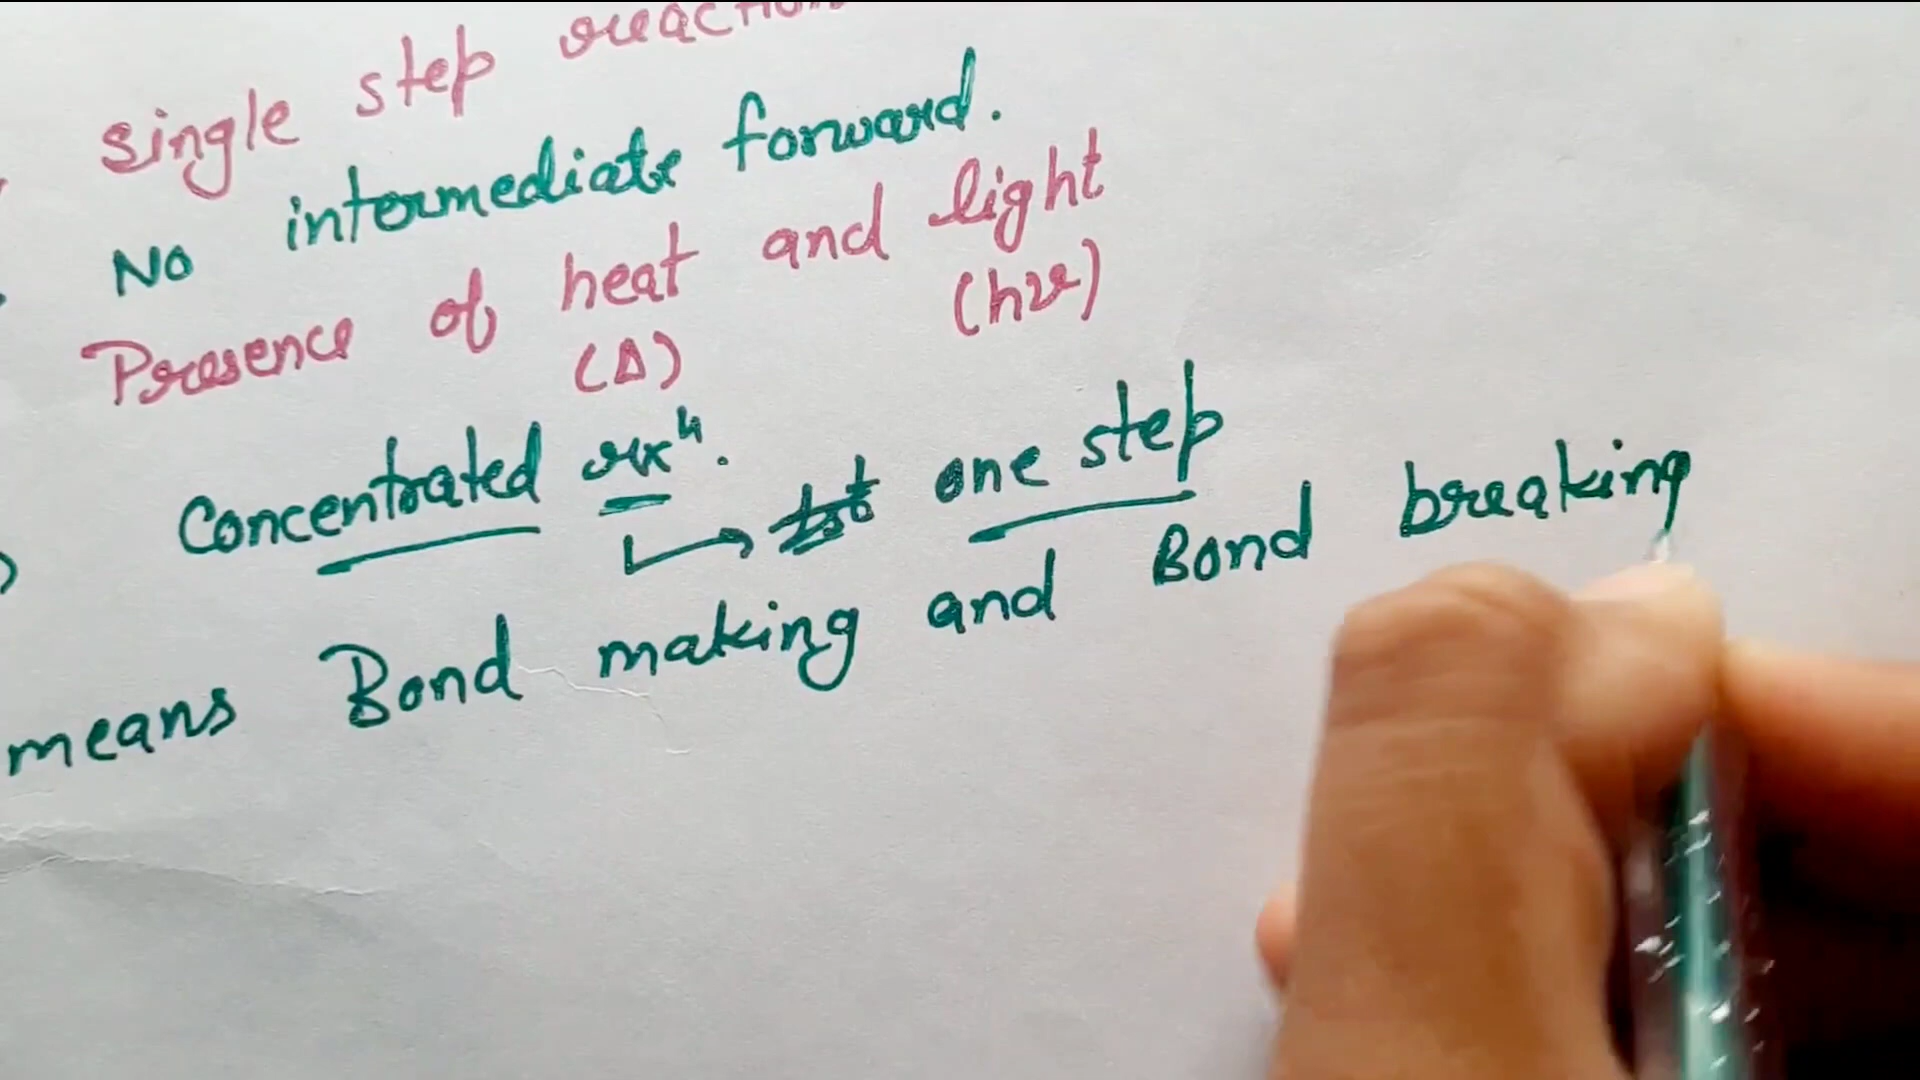 single step reaction
No intermediate forward.
Presence of heat and light
(Δ) (hν)
Concentrated rxⁿ.
one step
means Bond making and Bond breaking